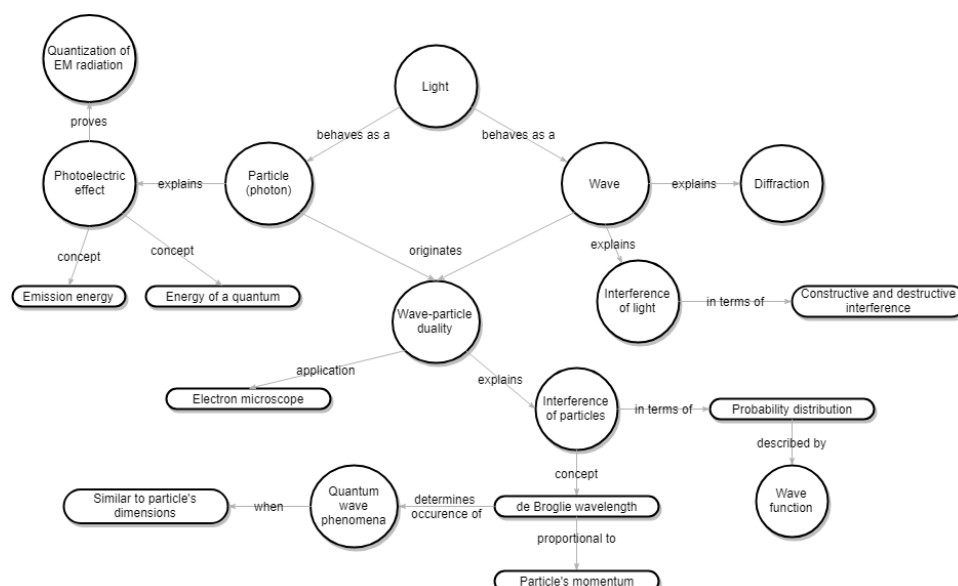 Quantization of
EM radiation
Light
proves
behaves as a
behaves as a
Photoelectric
effect
explains
Particle
(photon)
Wave
explains
Diffraction
concept
concept
originates
explains
Emission energy
Energy of a quantum
Interference
of light
in terms of
Constructive and destructive
interference
Wave-particle
duality
application
explains
Electron microscope
Interference
of particles
in terms of
Probability distribution
described by
concept
Similar to particle's
dimensions
when
Quantum
wave
phenomena
determines
occurence of
de Broglie wavelength
Wave
function
proportional to
Particle's momentum